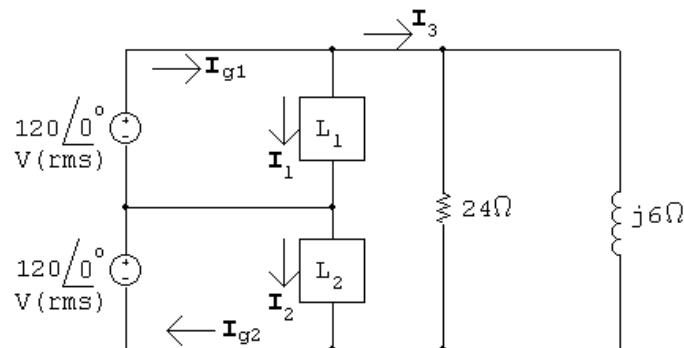 I3
Ig1
120/0°
V(rms)
L1
I1
24Ω
j6Ω
120/0°
V(rms)
L2
I2
Ig2